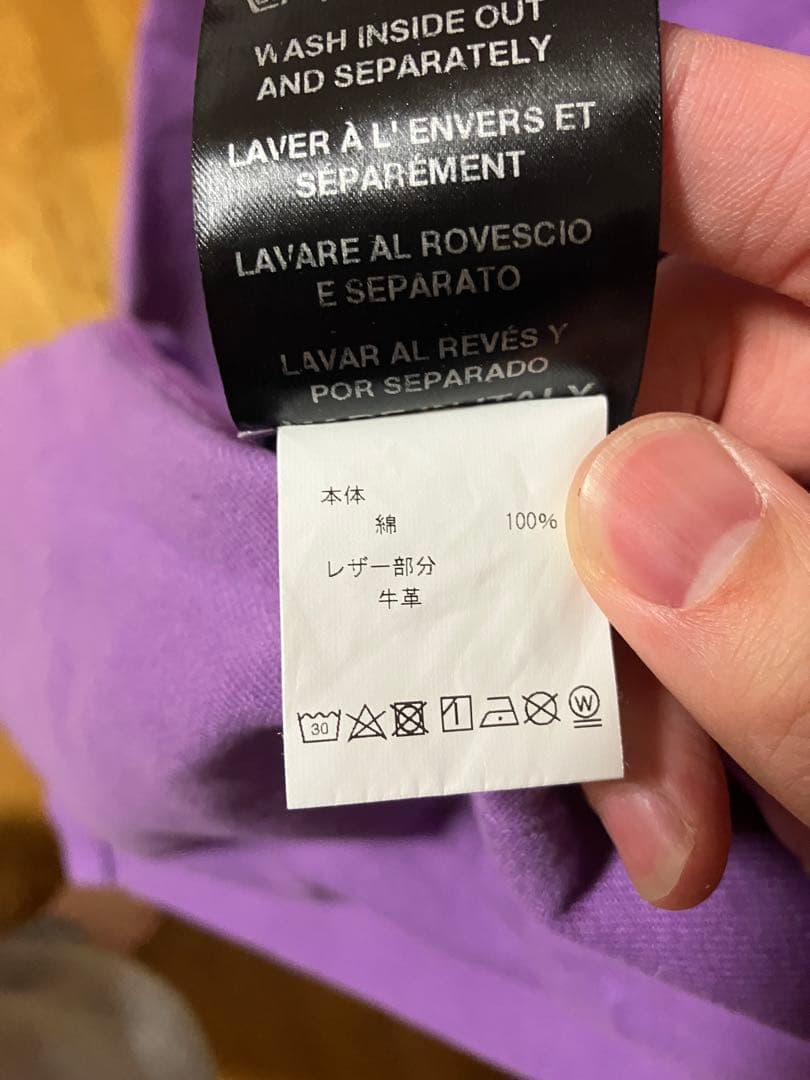 WASH INSIDE OUT
AND SEPARATELY
LAVER À L' ENVERS ET
SÉPARÉMENT
LAVARE AL ROVESCIO
E SEPARATO
LAVAR AL REVÉS Y
POR SEPARADO
ITALY
本体
綿 100%
レザー部分
牛革
30 W